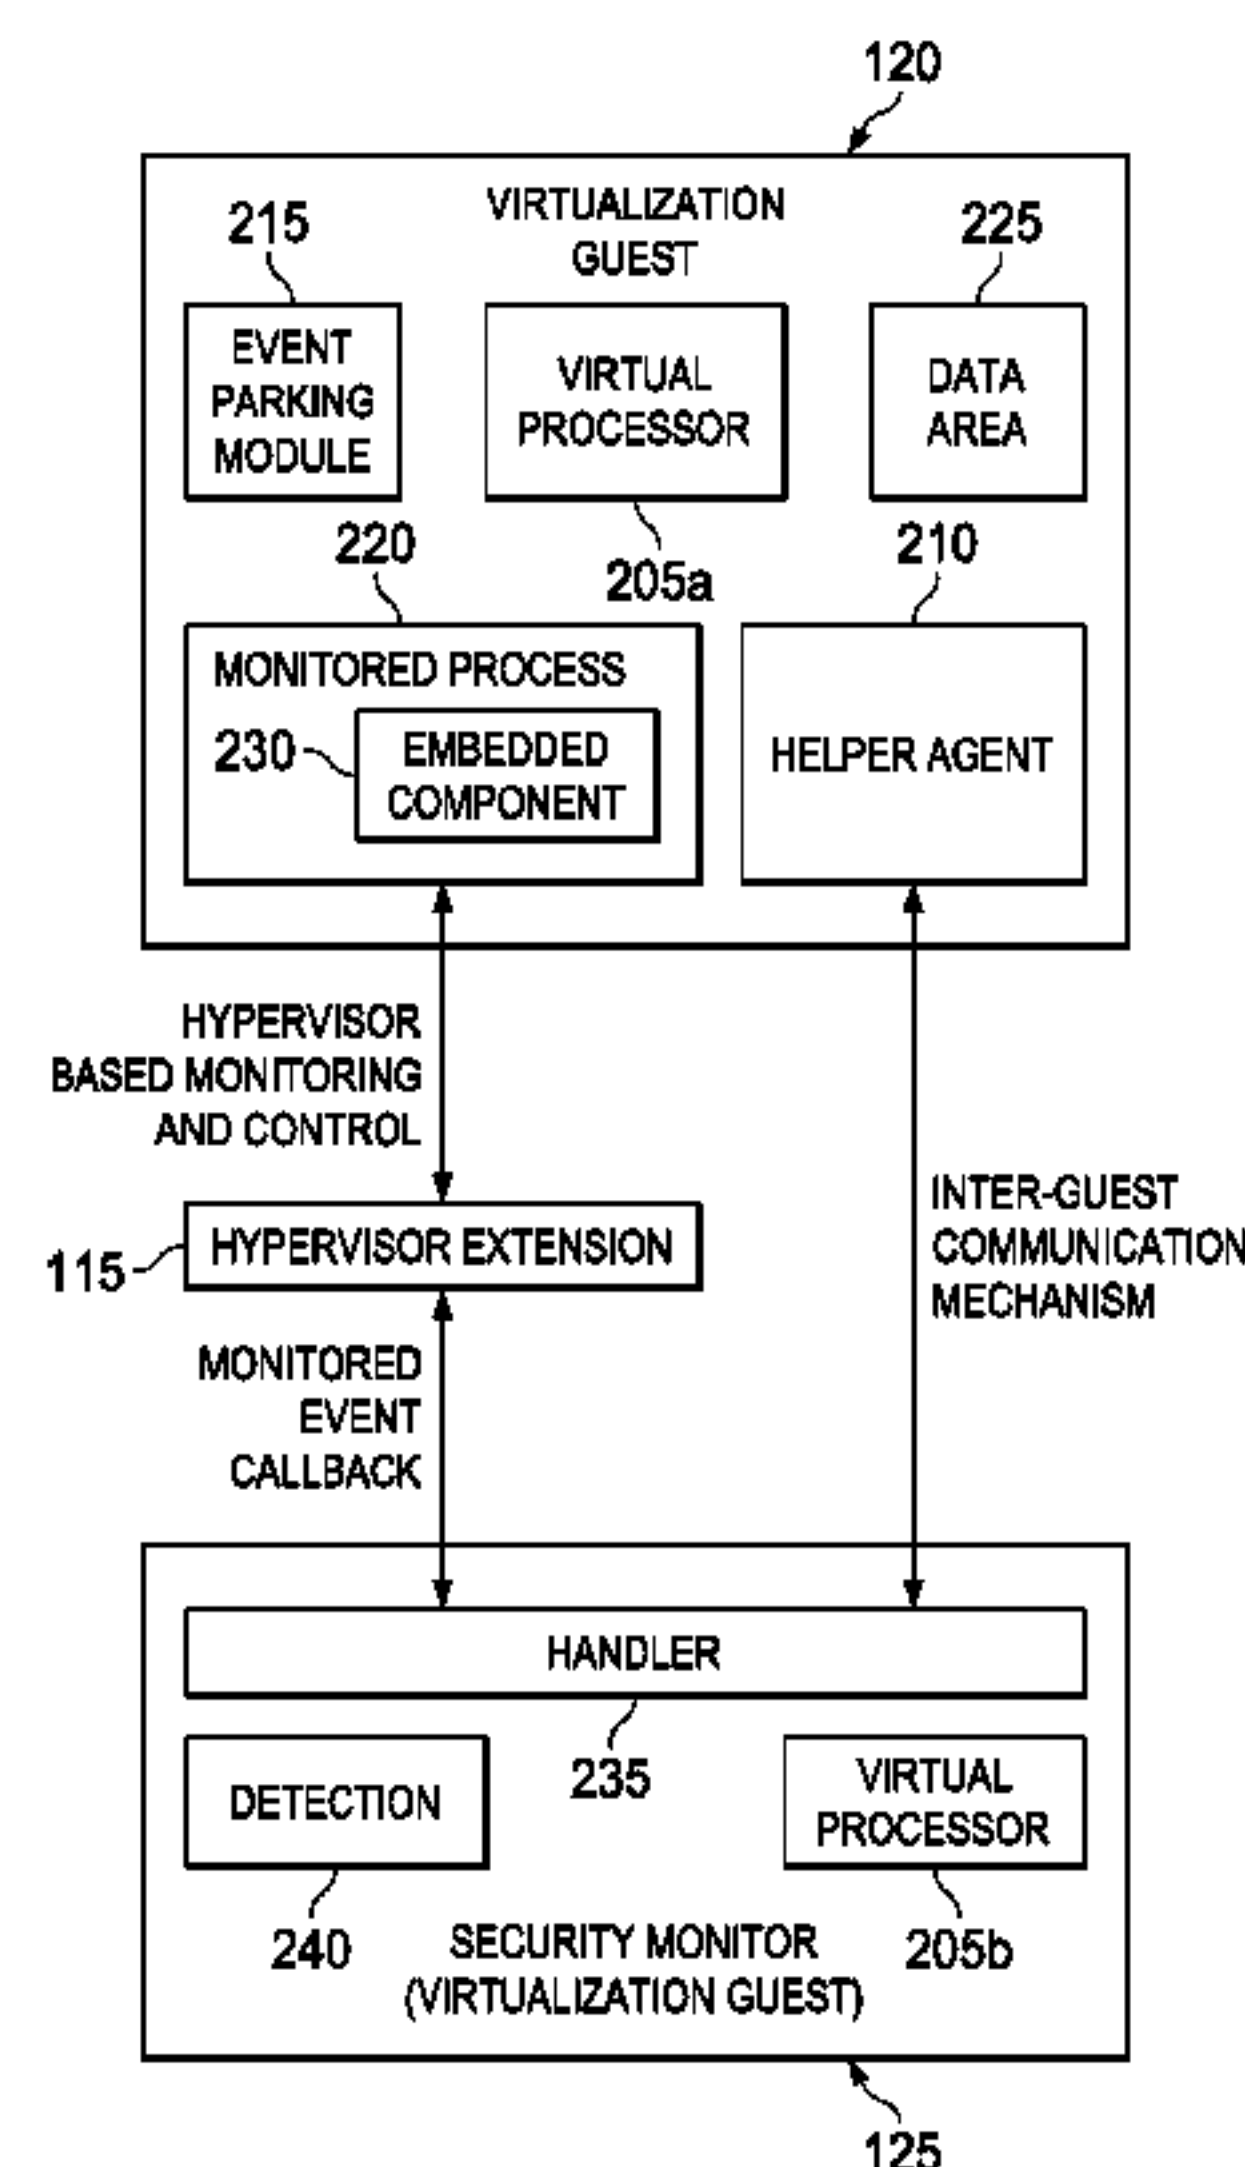 120
VIRTUALIZATION
GUEST
215
225
EVENT
PARKING
MODULE
VIRTUAL
PROCESSOR
DATA
AREA
205a
220
210
MONITORED PROCESS
230
EMBEDDED
COMPONENT
HELPER AGENT
HYPERVISOR
BASED MONITORING
AND CONTROL
INTER-GUEST
COMMUNICATION
MECHANISM
HYPERVISOR EXTENSION
115
MONITORED
EVENT
CALLBACK
HANDLER
235
DETECTION
VIRTUAL
PROCESSOR
240
205b
SECURITY MONITOR
(VIRTUALIZATION GUEST)
125